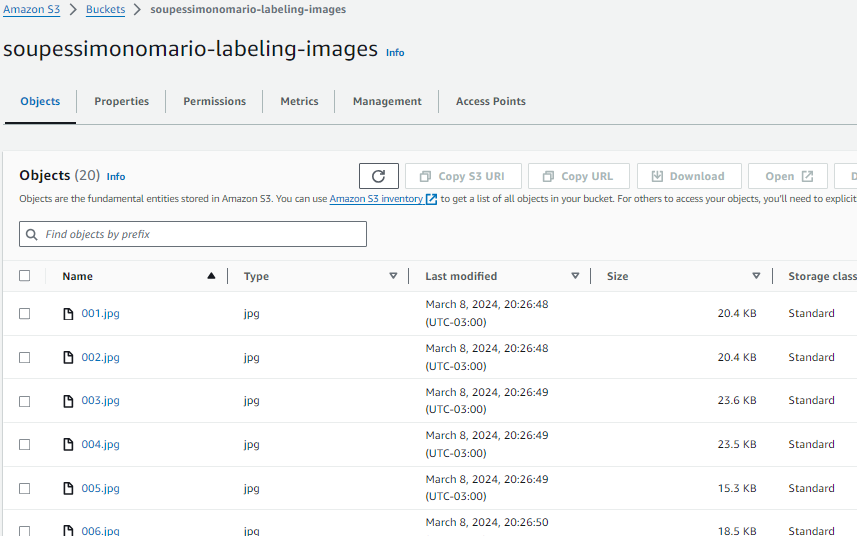 Amazon S3 > Buckets > soupessimonomario-labeling-images
soupessimonomario-labeling-images Info
Objects Properties Permissions Metrics Management Access Points
Objects (20) Info Copy S3 URI Copy URL Download Open D
Objects are the fundamental entities stored in Amazon S3. You can use Amazon S3 inventory to get a list of all objects in your bucket. For others to access your objects, you'll need to explicit
Find objects by prefix
Name Type Last modified Size Storage class
001.jpg jpg March 8, 2024, 20:26:48 (UTC-03:00) 20.4 KB Standard
002.jpg jpg March 8, 2024, 20:26:48 (UTC-03:00) 20.4 KB Standard
003.jpg jpg March 8, 2024, 20:26:49 (UTC-03:00) 23.6 KB Standard
004.jpg jpg March 8, 2024, 20:26:49 (UTC-03:00) 23.5 KB Standard
005.jpg jpg March 8, 2024, 20:26:49 (UTC-03:00) 15.3 KB Standard
006.jpg jpg March 8, 2024, 20:26:50 18.5 KB Standard